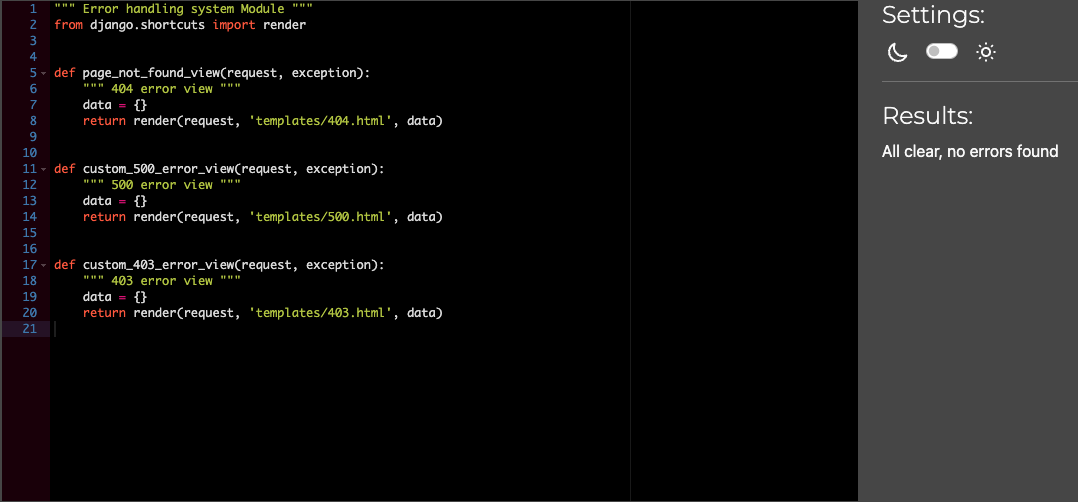 1 """ Error handling system Module """
2 from django.shortcuts import render
3
4
5 def page_not_found_view(request, exception):
6     """ 404 error view """
7     data = {}
8     return render(request, 'templates/404.html', data)
9
10
11 def custom_500_error_view(request, exception):
12     """ 500 error view """
13     data = {}
14     return render(request, 'templates/500.html', data)
15
16
17 def custom_403_error_view(request, exception):
18     """ 403 error view """
19     data = {}
20     return render(request, 'templates/403.html', data)
21
Settings:
Results:
All clear, no errors found